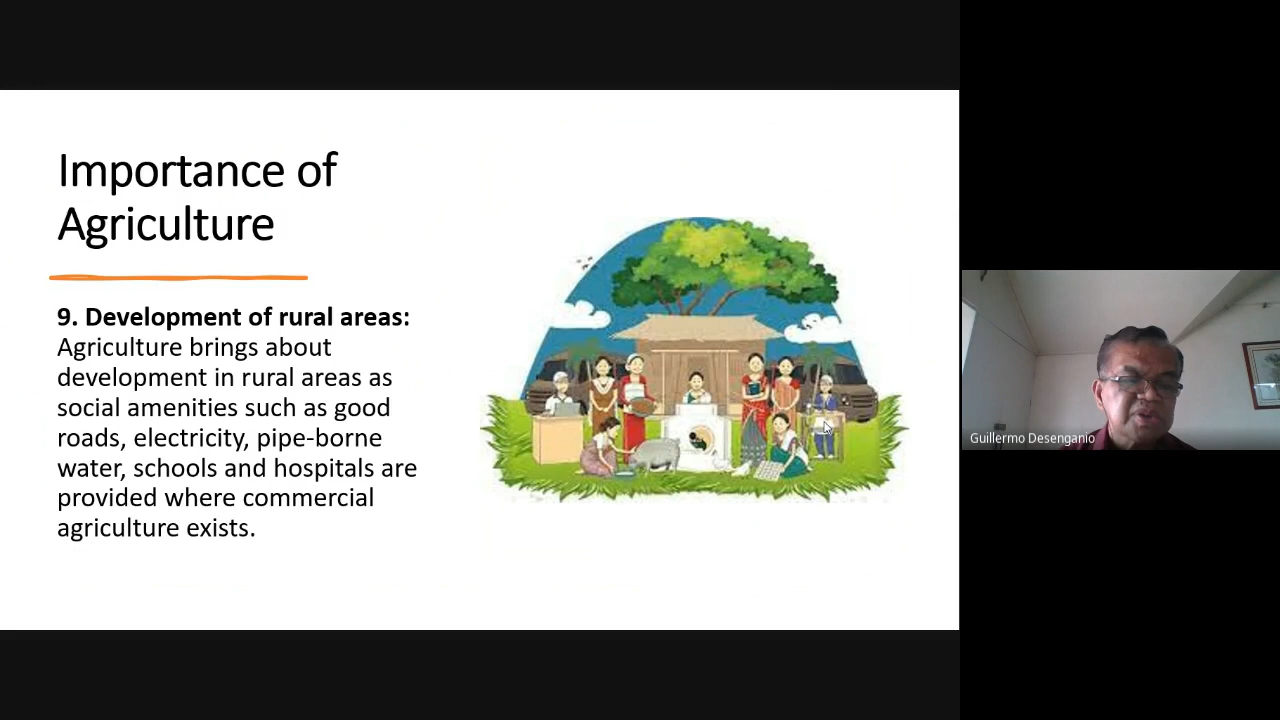 Importance of
Agriculture
9. Development of rural areas:
Agriculture brings about
development in rural areas as
social amenities such as good
roads, electricity, pipe-borne
water, schools and hospitals are
provided where commercial
agriculture exists.
Guillermo Desenganio